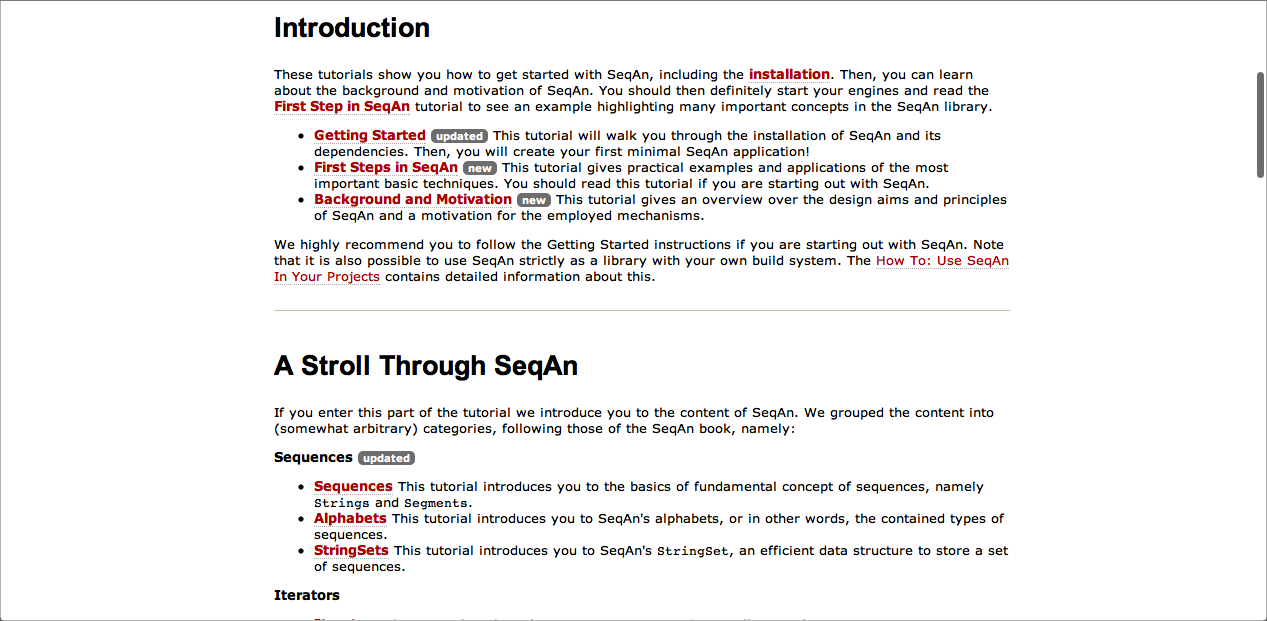 Introduction
These tutorials show you how to get started with SeqAn, including the installation. Then, you can learn
about the background and motivation of SeqAn. You should then definitely start your engines and read the
First Step in SeqAn tutorial to see an example highlighting many important concepts in the SeqAn library.
• Getting Started updated This tutorial will walk you through the installation of SeqAn and its
dependencies. Then, you will create your first minimal SeqAn application!
• First Steps in SeqAn new This tutorial gives practical examples and applications of the most
important basic techniques. You should read this tutorial if you are starting out with SeqAn.
• Background and Motivation new This tutorial gives an overview over the design aims and principles
of SeqAn and a motivation for the employed mechanisms.
We highly recommend you to follow the Getting Started instructions if you are starting out with SeqAn. Note
that it is also possible to use SeqAn strictly as a library with your own build system. The How To: Use SeqAn
In Your Projects contains detailed information about this.
A Stroll Through SeqAn
If you enter this part of the tutorial we introduce you to the content of SeqAn. We grouped the content into
(somewhat arbitrary) categories, following those of the SeqAn book, namely:
Sequences updated
• Sequences This tutorial introduces you to the basics of fundamental concept of sequences, namely
Strings and Segments.
• Alphabets This tutorial introduces you to SeqAn's alphabets, or in other words, the contained types of
sequences.
• StringSets This tutorial introduces you to SeqAn's StringSet, an efficient data structure to store a set
of sequences.
Iterators